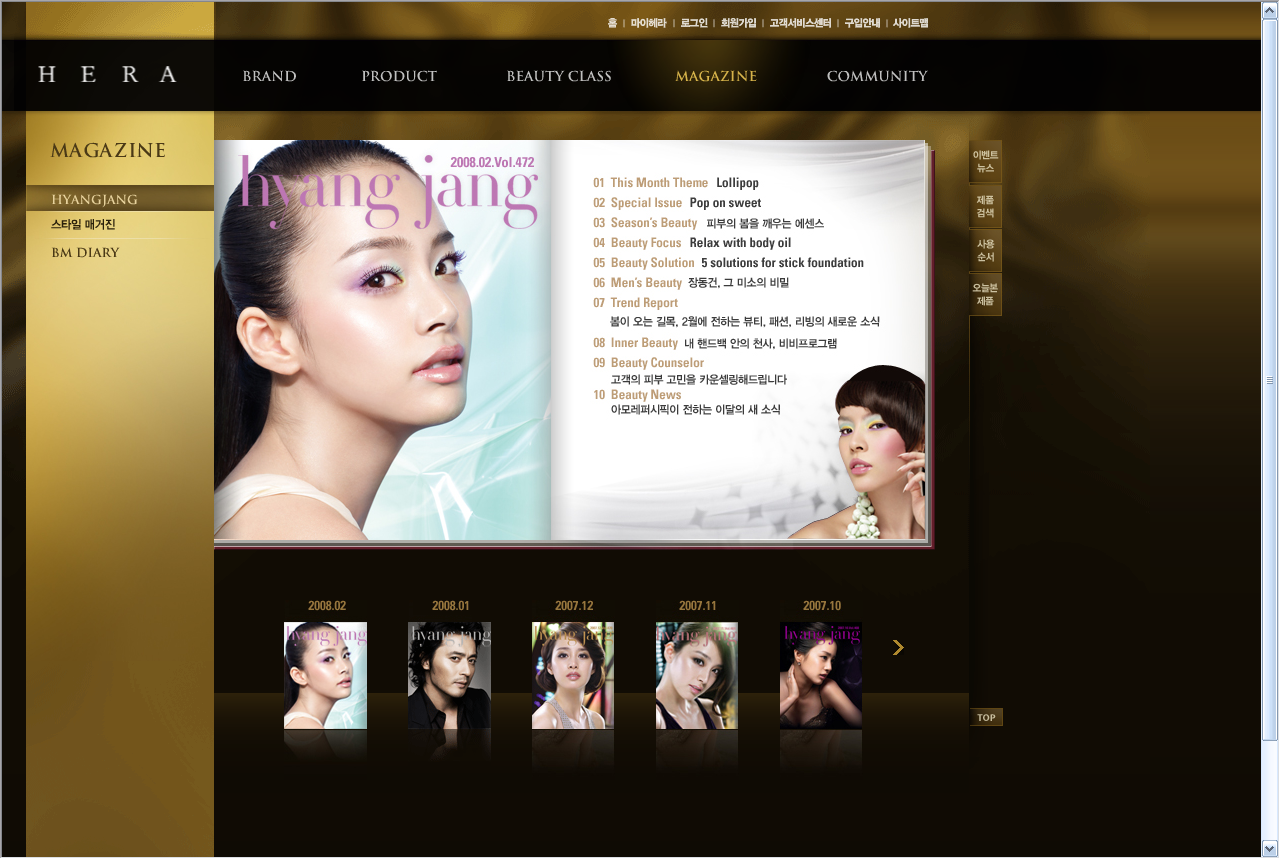 홈 | 마이헤라 | 로그인 | 회원가입 | 고객서비스센터 | 구입안내 | 사이트맵
HERA
BRAND PRODUCT BEAUTY CLASS MAGAZINE COMMUNITY
MAGAZINE
HYANGJANG
스타일 매거진
BM DIARY
2008.02.Vol.472
hyang jang
01 This Month Theme Lollipop
02 Special Issue Pop on sweet
03 Season's Beauty 피부의 봄을 깨우는 에센스
04 Beauty Focus Relax with body oil
05 Beauty Solution 5 solutions for stick foundation
06 Men's Beauty 장동건, 그 미소의 비밀
07 Trend Report
봄이 오는 길목, 2월에 전하는 뷰티, 패션, 리빙의 새로운 소식
08 Inner Beauty 내 핸드백 안의 천사, 비비프로그램
09 Beauty Counselor
고객의 피부 고민을 카운셀링해드립니다
10 Beauty News
아모레퍼시픽이 전하는 이달의 새 소식
이벤트
뉴스
제품
검색
사용
순서
오늘본
제품
2008.02 2008.01 2007.12 2007.11 2007.10
hyang jang hyang jang hyang jang hyang jang hyang jang
TOP